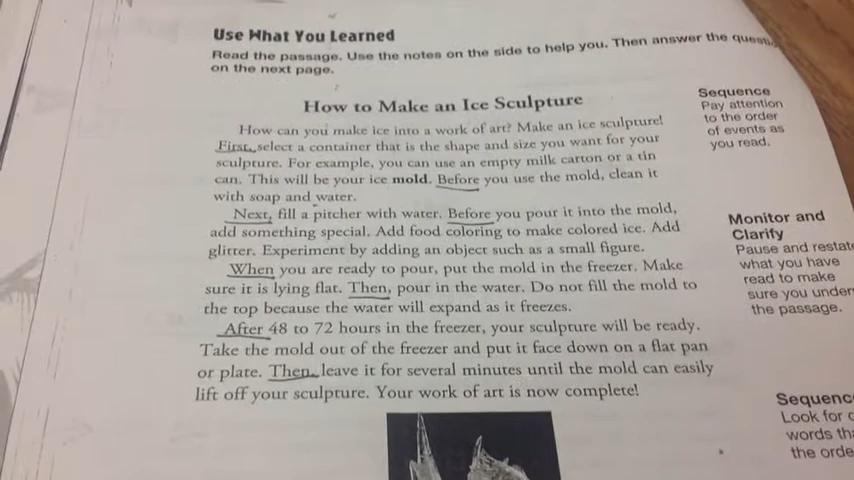 Use What You Learned
Read the passage. Use the notes on the side to help you. Then answer the
on the next page.
How to Make an Ice Sculpture
How can you make ice into a work of art? Make an ice sculpture!
First, select a container that is the shape and size you want for your
sculpture. For example, you can use an empty milk carton or a tin
can. This will be your ice mold. Before you use the mold, clean it
with soap and water.
Next, fill a pitcher with water. Before you pour it into the mold,
add something special. Add food coloring to make colored ice. Add
glitter. Experiment by adding an object such as a small figure.
When you are ready to pour, put the mold in the freezer. Make
sure it is lying flat. Then, pour in the water. Do not fill the mold to
the top because the water will expand as it freezes.
After 48 to 72 hours in the freezer, your sculpture will be ready.
Take the mold out of the freezer and put it face down on a flat pan
or plate. Then, leave it for several minutes until the mold can easily
lift off your sculpture. Your work of art is now complete!
Sequence
Pay attention
to the order
of events as
you read.
Monitor and
Clarify
Pause and restate
what you have
read to make
sure you under
the passage.
Sequenc
Look for
words
the orde